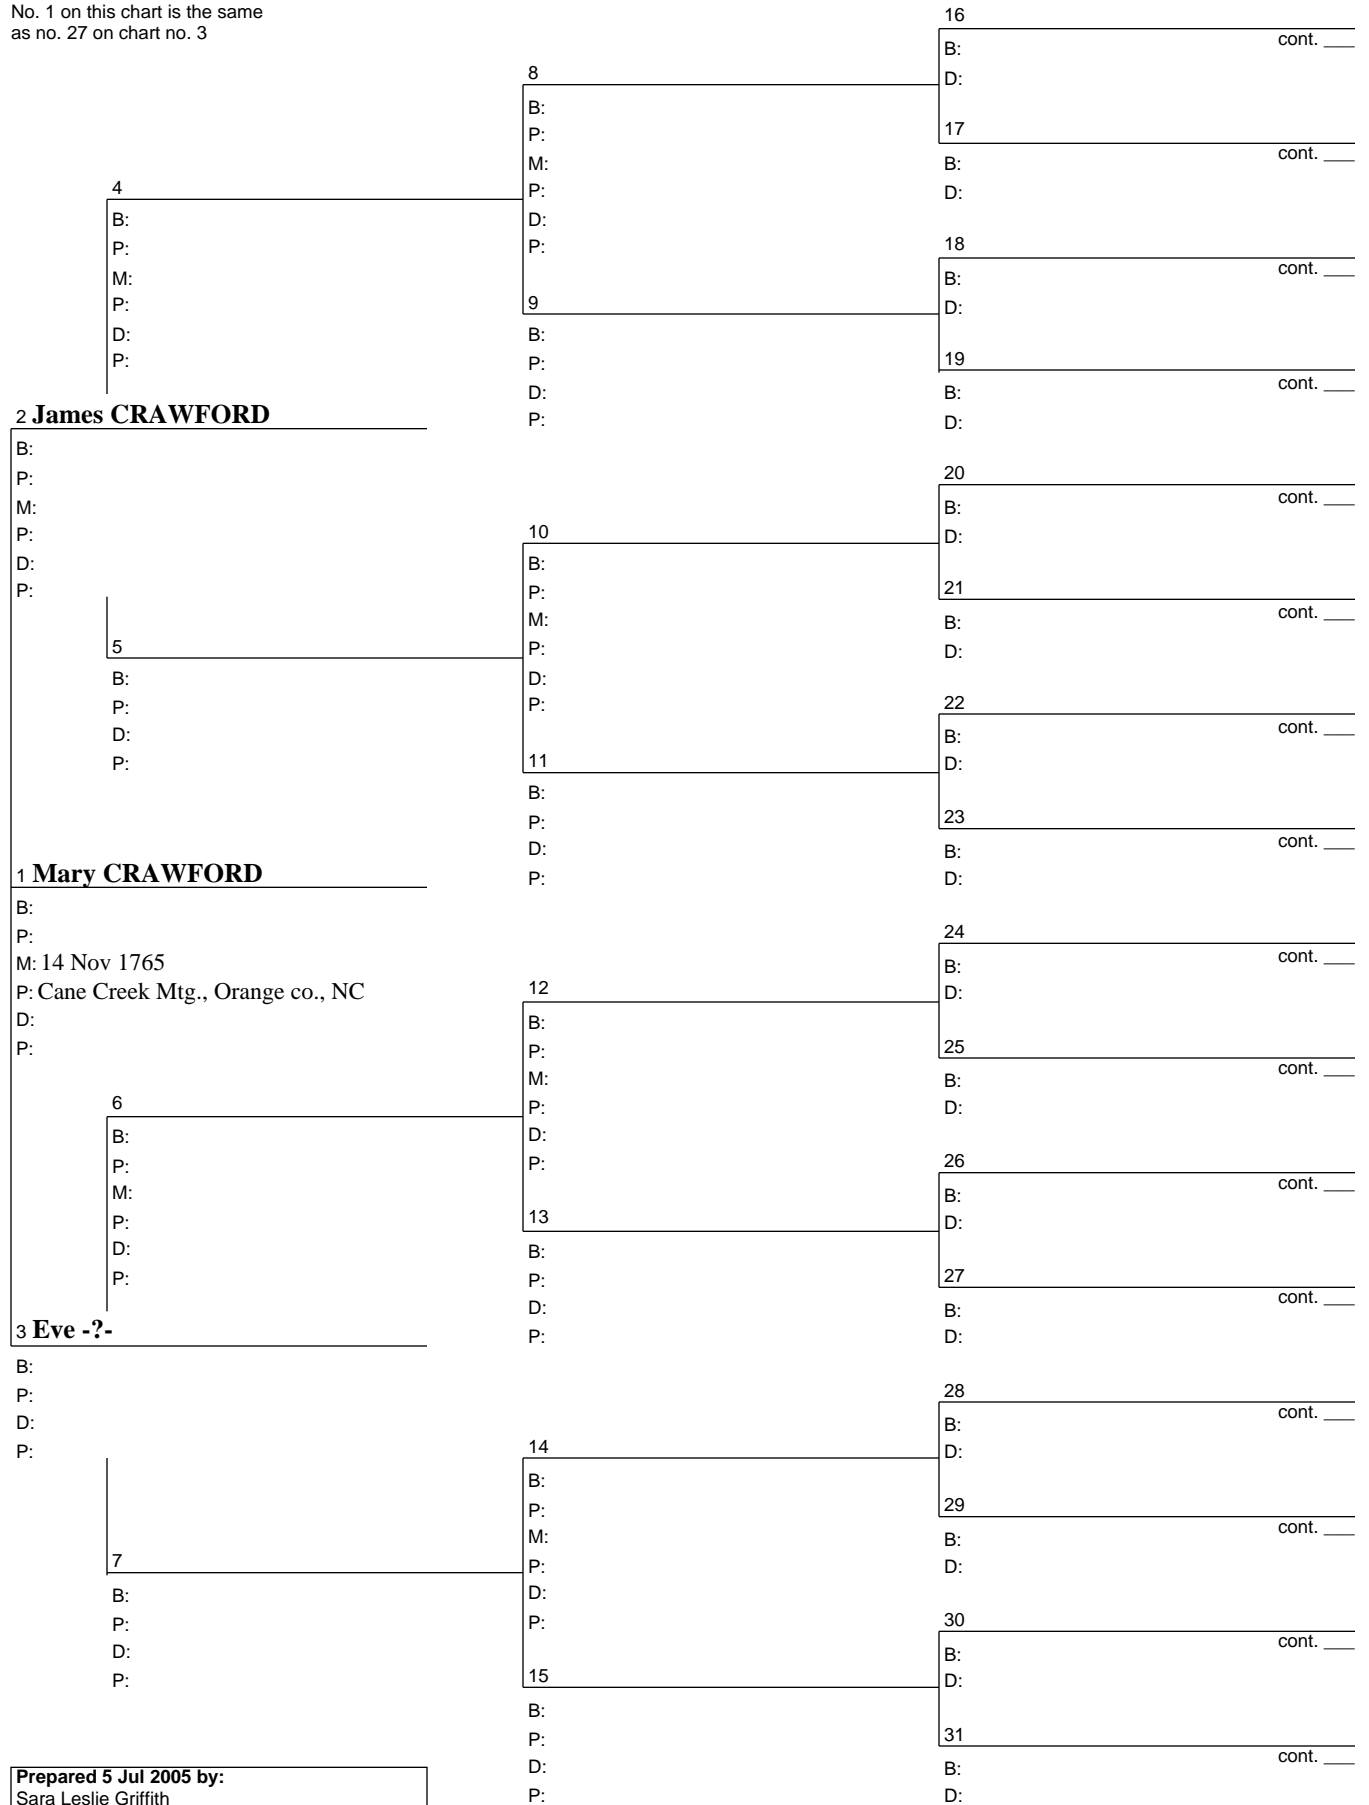 No. 1 on this chart is the same
as no. 27 on chart no. 3
16
cont. ___
B:
D:
8
B:
P:
M:
P:
D:
P:
17
cont. ___
B:
D:
4
B:
P:
M:
P:
D:
P:
18
cont. ___
B:
D:
9
B:
P:
D:
P:
19
cont. ___
B:
D:
2 James CRAWFORD
B:
P:
M:
P:
D:
P:
20
cont. ___
B:
D:
10
B:
P:
M:
P:
D:
P:
21
cont. ___
B:
D:
5
B:
P:
D:
P:
22
cont. ___
B:
D:
11
B:
P:
D:
P:
23
cont. ___
B:
D:
1 Mary CRAWFORD
B:
P:
M: 14 Nov 1765
P: Cane Creek Mtg., Orange co., NC
D:
P:
24
cont. ___
B:
D:
12
B:
P:
M:
P:
D:
P:
25
cont. ___
B:
D:
6
B:
P:
M:
P:
D:
P:
26
cont. ___
B:
D:
13
B:
P:
D:
P:
27
cont. ___
B:
D:
3 Eve -?-
B:
P:
D:
P:
28
cont. ___
B:
D:
14
B:
P:
M:
P:
D:
P:
29
cont. ___
B:
D:
7
B:
P:
D:
P:
30
cont. ___
B:
D:
15
B:
P:
D:
P:
31
cont. ___
B:
D:
Prepared 5 Jul 2005 by:
Sara Leslie Griffith